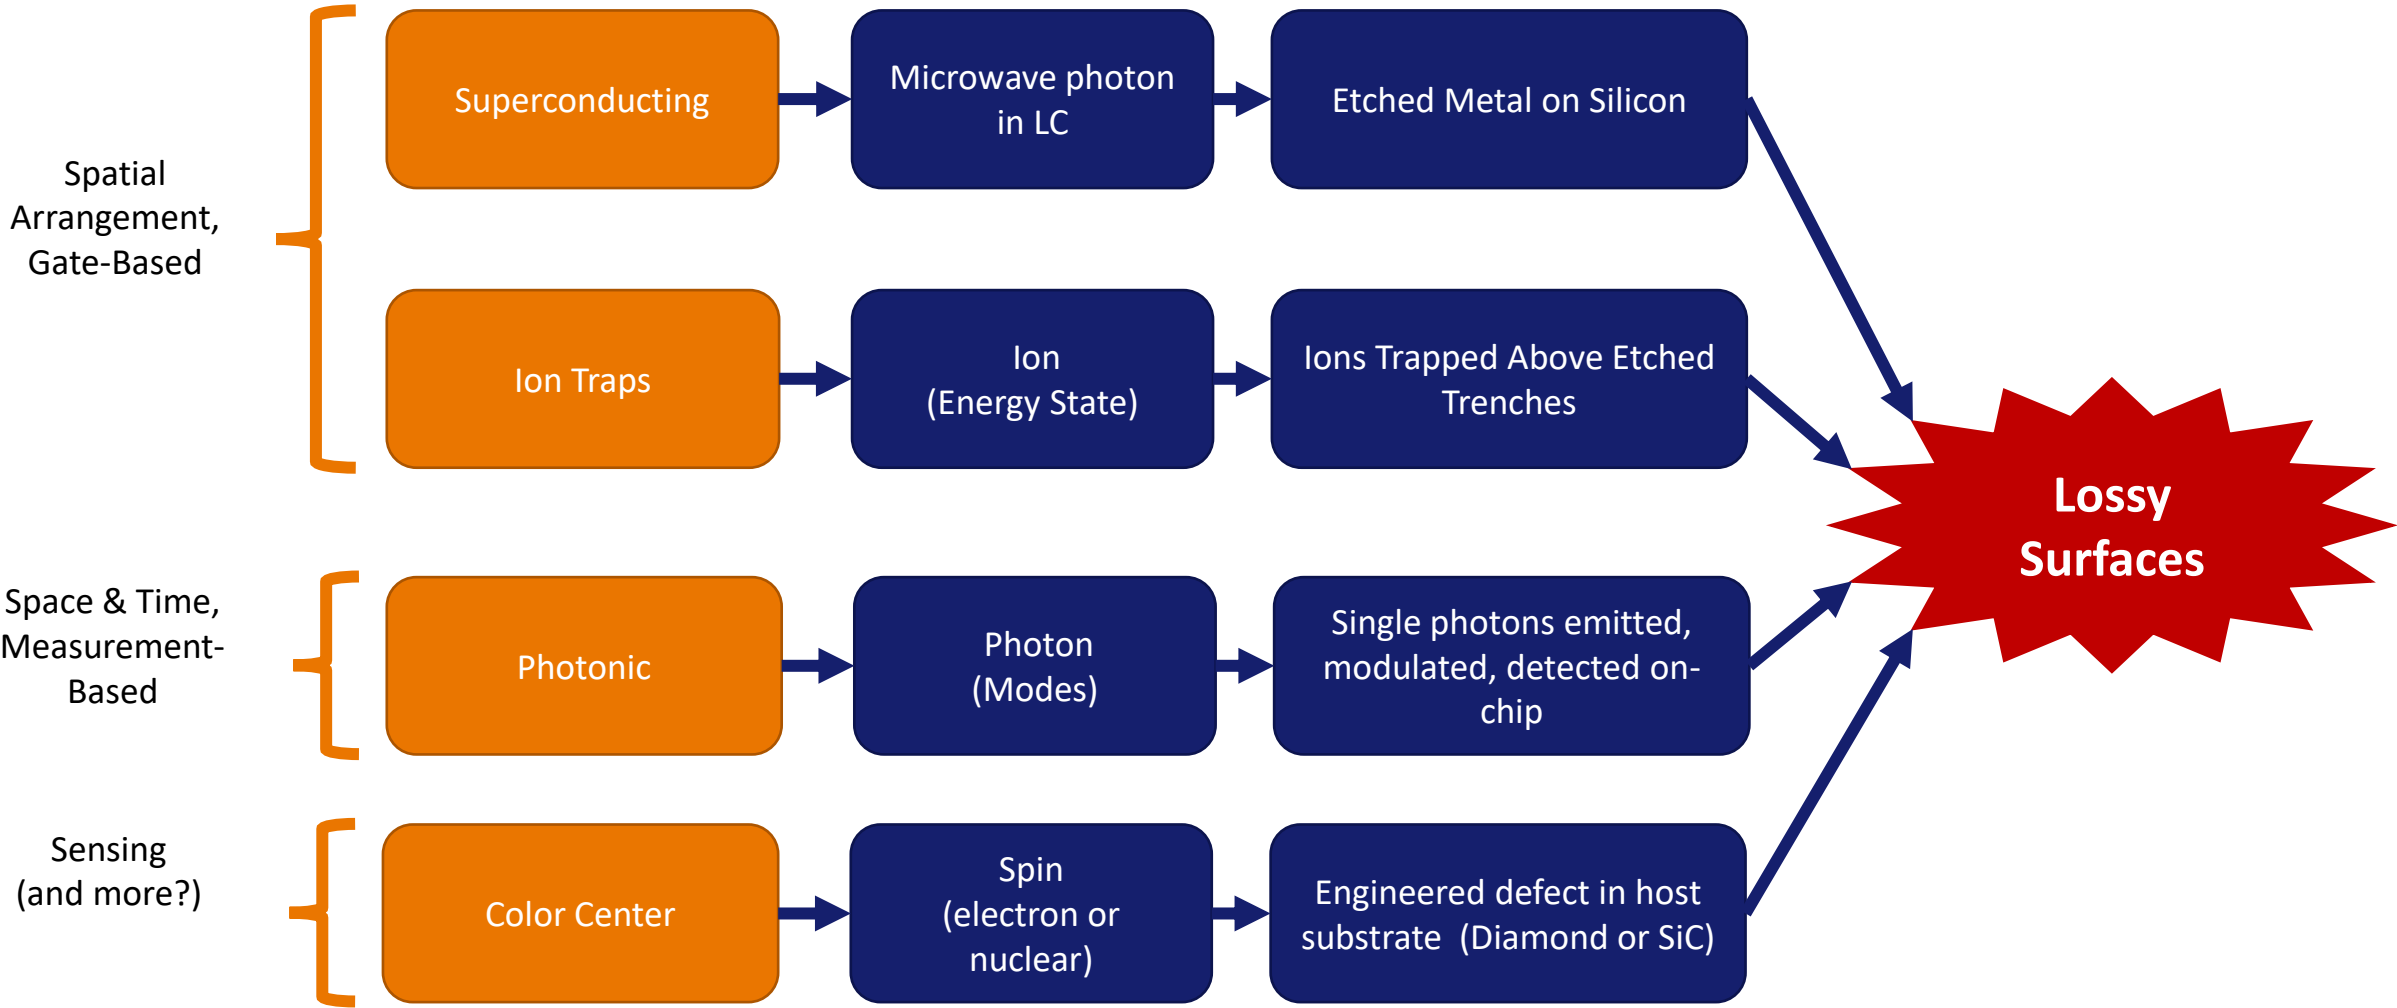 Spatial
Arrangement,
Gate-Based
Superconducting
Microwave photon
in LC
Etched Metal on Silicon
Ion Traps
Ion
(Energy State)
Ions Trapped Above Etched
Trenches
Space & Time,
Measurement-
Based
Photonic
Photon
(Modes)
Single photons emitted,
modulated, detected on-
chip
Sensing
(and more?)
Color Center
Spin
(electron or
nuclear)
Engineered defect in host
substrate  (Diamond or SiC)
Lossy
Surfaces